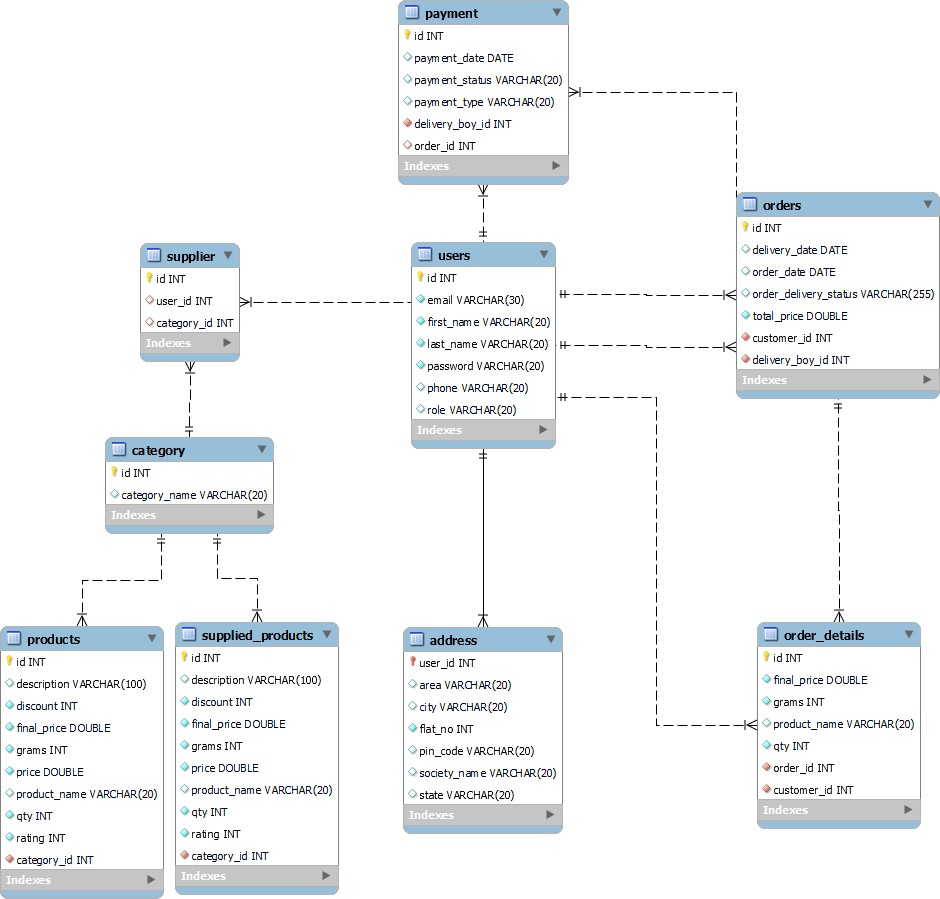 payment
id INT
payment_date DATE
payment_status VARCHAR(20)
payment_type VARCHAR(20)
delivery_boy_id INT
order_id INT
Indexes
orders
id INT
delivery_date DATE
order_date DATE
order_delivery_status VARCHAR(255)
total_price DOUBLE
customer_id INT
delivery_boy_id INT
Indexes
supplier
id INT
user_id INT
category_id INT
Indexes
users
id INT
email VARCHAR(30)
first_name VARCHAR(20)
last_name VARCHAR(20)
password VARCHAR(20)
phone VARCHAR(20)
role VARCHAR(20)
Indexes
category
id INT
category_name VARCHAR(20)
Indexes
products
id INT
description VARCHAR(100)
discount INT
final_price DOUBLE
grams INT
price DOUBLE
product_name VARCHAR(20)
qty INT
rating INT
category_id INT
Indexes
supplied_products
id INT
description VARCHAR(100)
discount INT
final_price DOUBLE
grams INT
price DOUBLE
product_name VARCHAR(20)
qty INT
rating INT
category_id INT
Indexes
address
user_id INT
area VARCHAR(20)
city VARCHAR(20)
flat_no INT
pin_code VARCHAR(20)
society_name VARCHAR(20)
state VARCHAR(20)
Indexes
order_details
id INT
final_price DOUBLE
grams INT
product_name VARCHAR(20)
qty INT
order_id INT
customer_id INT
Indexes